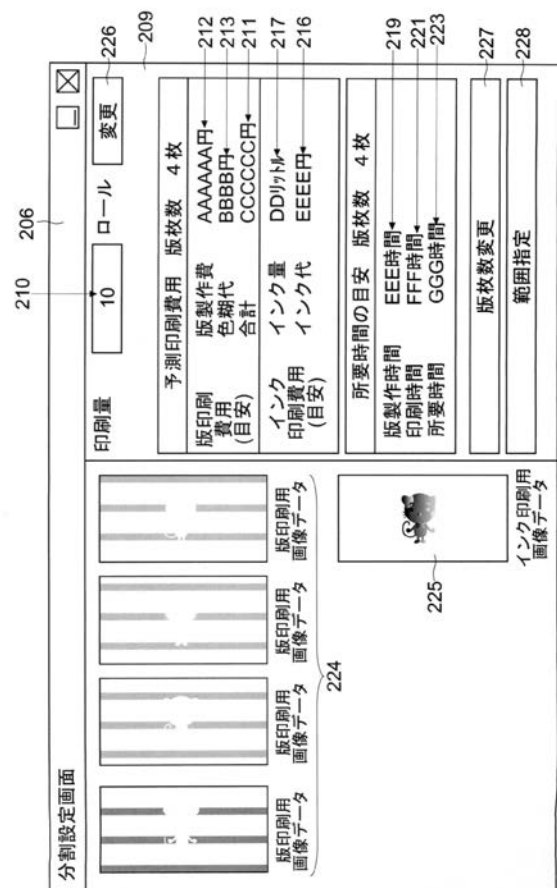 分割設定画面
206
印刷量 10 ロール 変更
210
226
209
予測印刷費用 版枚数 4枚
版印刷 費用 (目安)
版製作費 AAAAAA円
212
色糊代 BBBB円
213
合計 CCCCCC円
211
インク 印刷費用 (目安)
インク量 DDリットル
217
インク代 EEEE円
216
所要時間の目安 版枚数 4枚
版製作時間 EEE時間
219
印刷時間 FFF時間
221
所要時間 GGG時間
223
版枚数変更
227
範囲指定
228
版印刷用
画像データ
版印刷用
画像データ
版印刷用
画像データ
版印刷用
画像データ
224
225
インク印刷用
画像データ